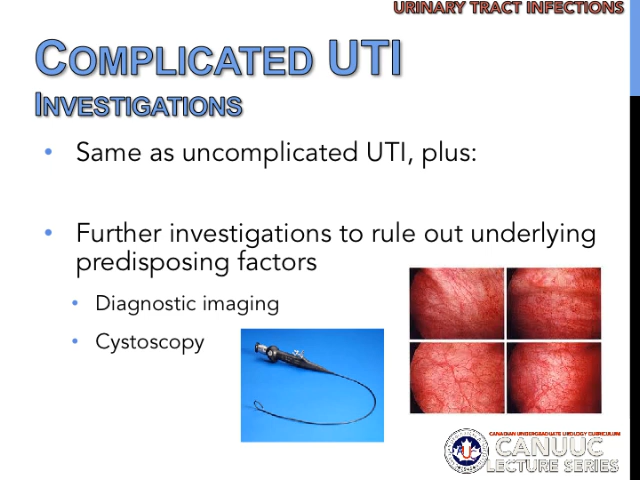 URINARY TRACT INFECTIONS
COMPLICATED UTI
INVESTIGATIONS
• Same as uncomplicated UTI, plus:
• Further investigations to rule out underlying
predisposing factors
• Diagnostic imaging
• Cystoscopy
CANADIAN UNDERGRADUATE UROLOGY CURRICULUM
CANUUC
LECTURE SERIES